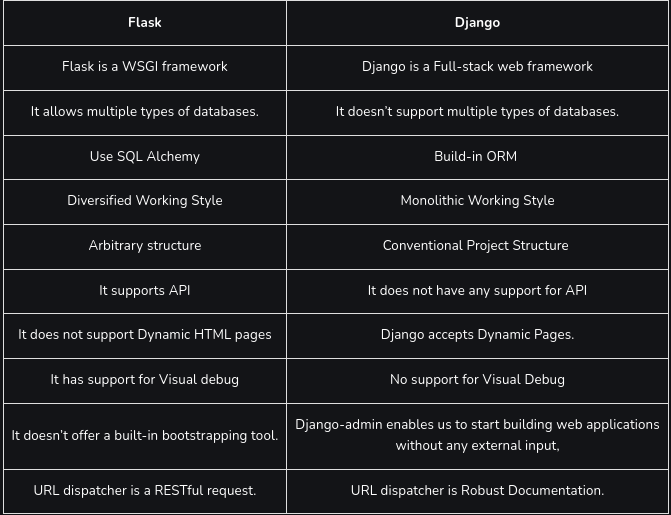 Flask
Django
Flask is a WSGI framework
Django is a Full-stack web framework
It allows multiple types of databases.
It doesn't support multiple types of databases.
Use SQL Alchemy
Build-in ORM
Diversified Working Style
Monolithic Working Style
Arbitrary structure
Conventional Project Structure
It supports API
It does not have any support for API
It does not support Dynamic HTML pages
Django accepts Dynamic Pages.
It has support for Visual debug
No support for Visual Debug
It doesn't offer a built-in bootstrapping tool.
Django-admin enables us to start building web applications
without any external input,
URL dispatcher is a RESTful request.
URL dispatcher is Robust Documentation.